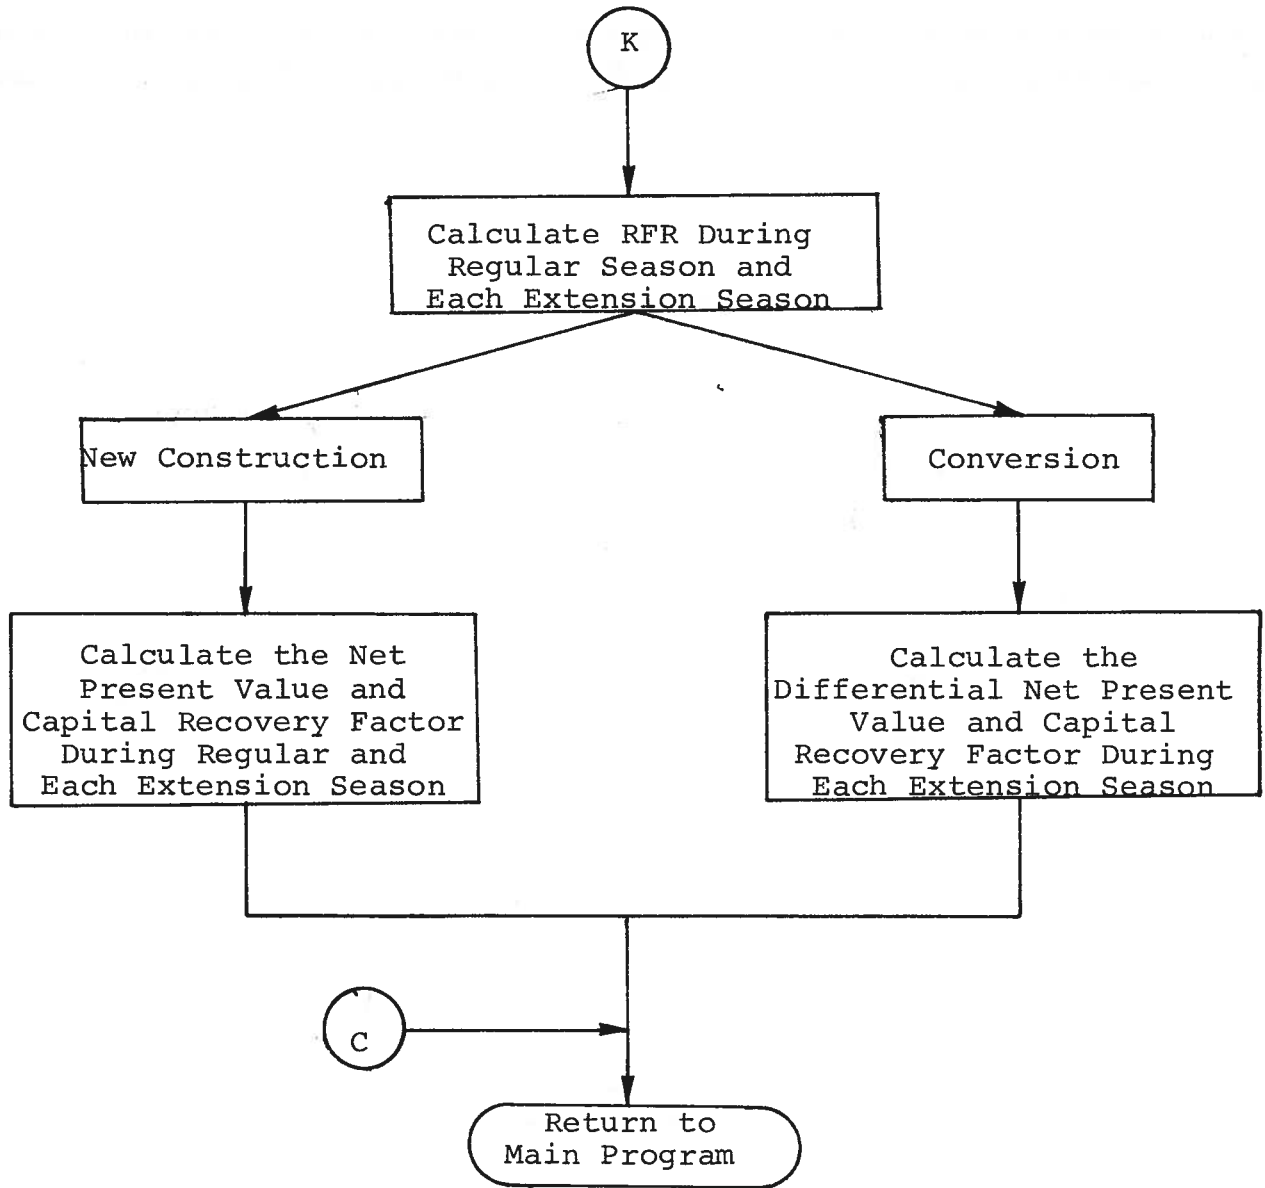 K
Calculate RFR During
Regular Season and
Each Extension Season
New Construction
Conversion
Calculate the Net
Present Value and
Capital Recovery Factor
During Regular and
Each Extension Season
Calculate the
Differential Net Present
Value and Capital
Recovery Factor During
Each Extension Season
C
Return to
Main Program